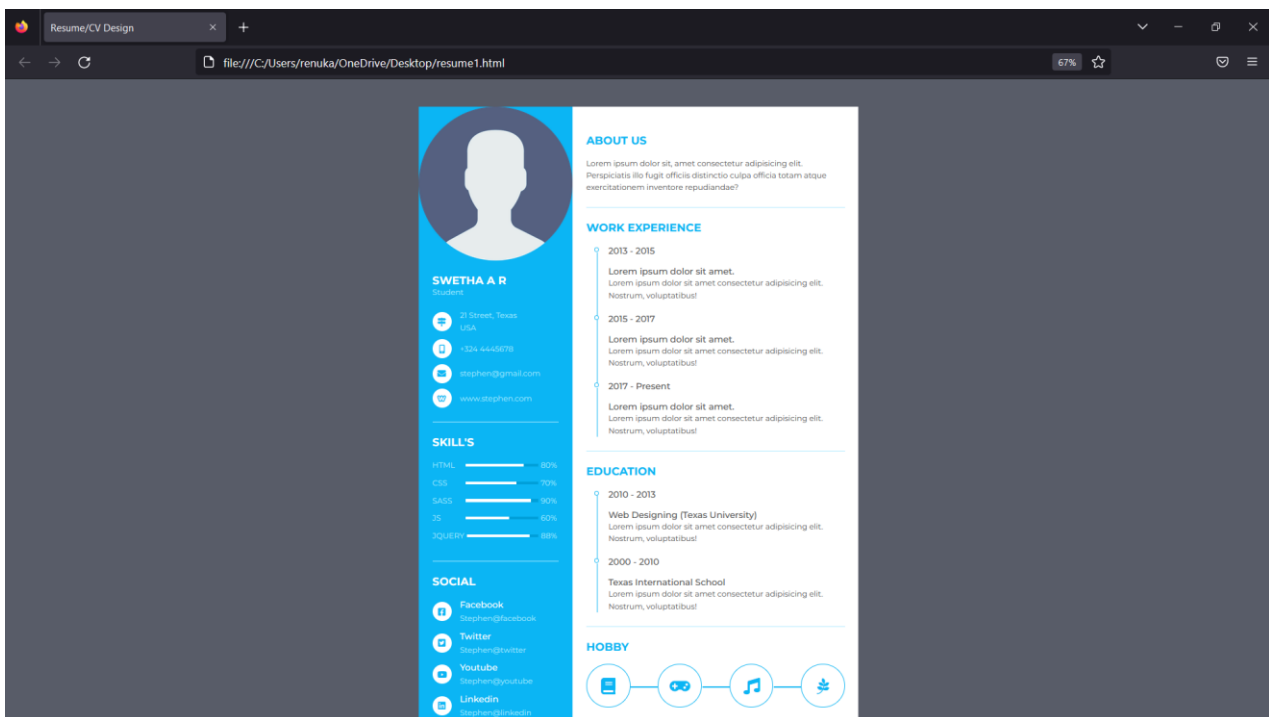 Resume/CV Design
file:///C:/Users/renuka/OneDrive/Desktop/resume1.html
67%
SWETHA A R
Student
21 Street, Texas
USA
+324 4445678
stephen@gmail.com
www.stephen.com
SKILL'S
HTML 80%
CSS 70%
SASS 90%
JS 60%
JQUERY 88%
SOCIAL
Facebook
Stephen@facebook
Twitter
Stephen@twitter
Youtube
Stephen@youtube
Linkedin
Stephen@linkedin
ABOUT US
Lorem ipsum dolor sit, amet consectetur adipisicing elit.
Perspiciatis illo fugit officiis distinctio culpa officia totam atque
exercitationem inventore repudiandae?
WORK EXPERIENCE
2013 - 2015
Lorem ipsum dolor sit amet.
Lorem ipsum dolor sit amet consectetur adipisicing elit.
Nostrum, voluptatibus!
2015 - 2017
Lorem ipsum dolor sit amet.
Lorem ipsum dolor sit amet consectetur adipisicing elit.
Nostrum, voluptatibus!
2017 - Present
Lorem ipsum dolor sit amet.
Lorem ipsum dolor sit amet consectetur adipisicing elit.
Nostrum, voluptatibus!
EDUCATION
2010 - 2013
Web Designing (Texas University)
Lorem ipsum dolor sit amet consectetur adipisicing elit.
Nostrum, voluptatibus!
2000 - 2010
Texas International School
Lorem ipsum dolor sit amet consectetur adipisicing elit.
Nostrum, voluptatibus!
HOBBY